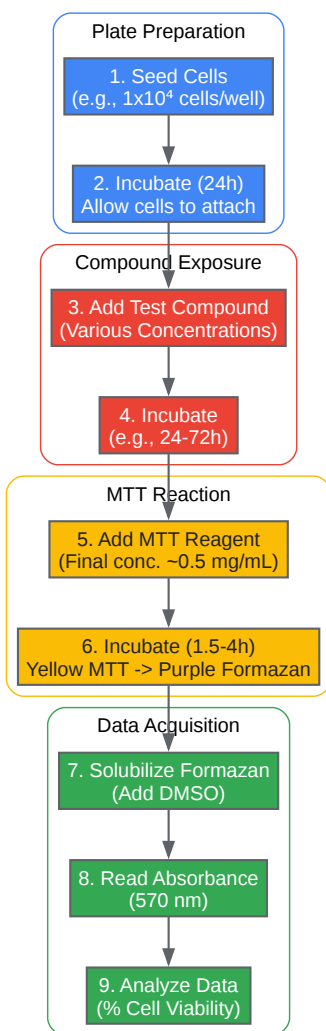 Plate Preparation
1. Seed Cells
(e.g., 1x10⁴ cells/well)
2. Incubate (24h)
Allow cells to attach
Compound Exposure
3. Add Test Compound
(Various Concentrations)
4. Incubate
(e.g., 24-72h)
MTT Reaction
5. Add MTT Reagent
(Final conc. ~0.5 mg/mL)
6. Incubate (1.5-4h)
Yellow MTT -> Purple Formazan
Data Acquisition
7. Solubilize Formazan
(Add DMSO)
8. Read Absorbance
(570 nm)
9. Analyze Data
(% Cell Viability)